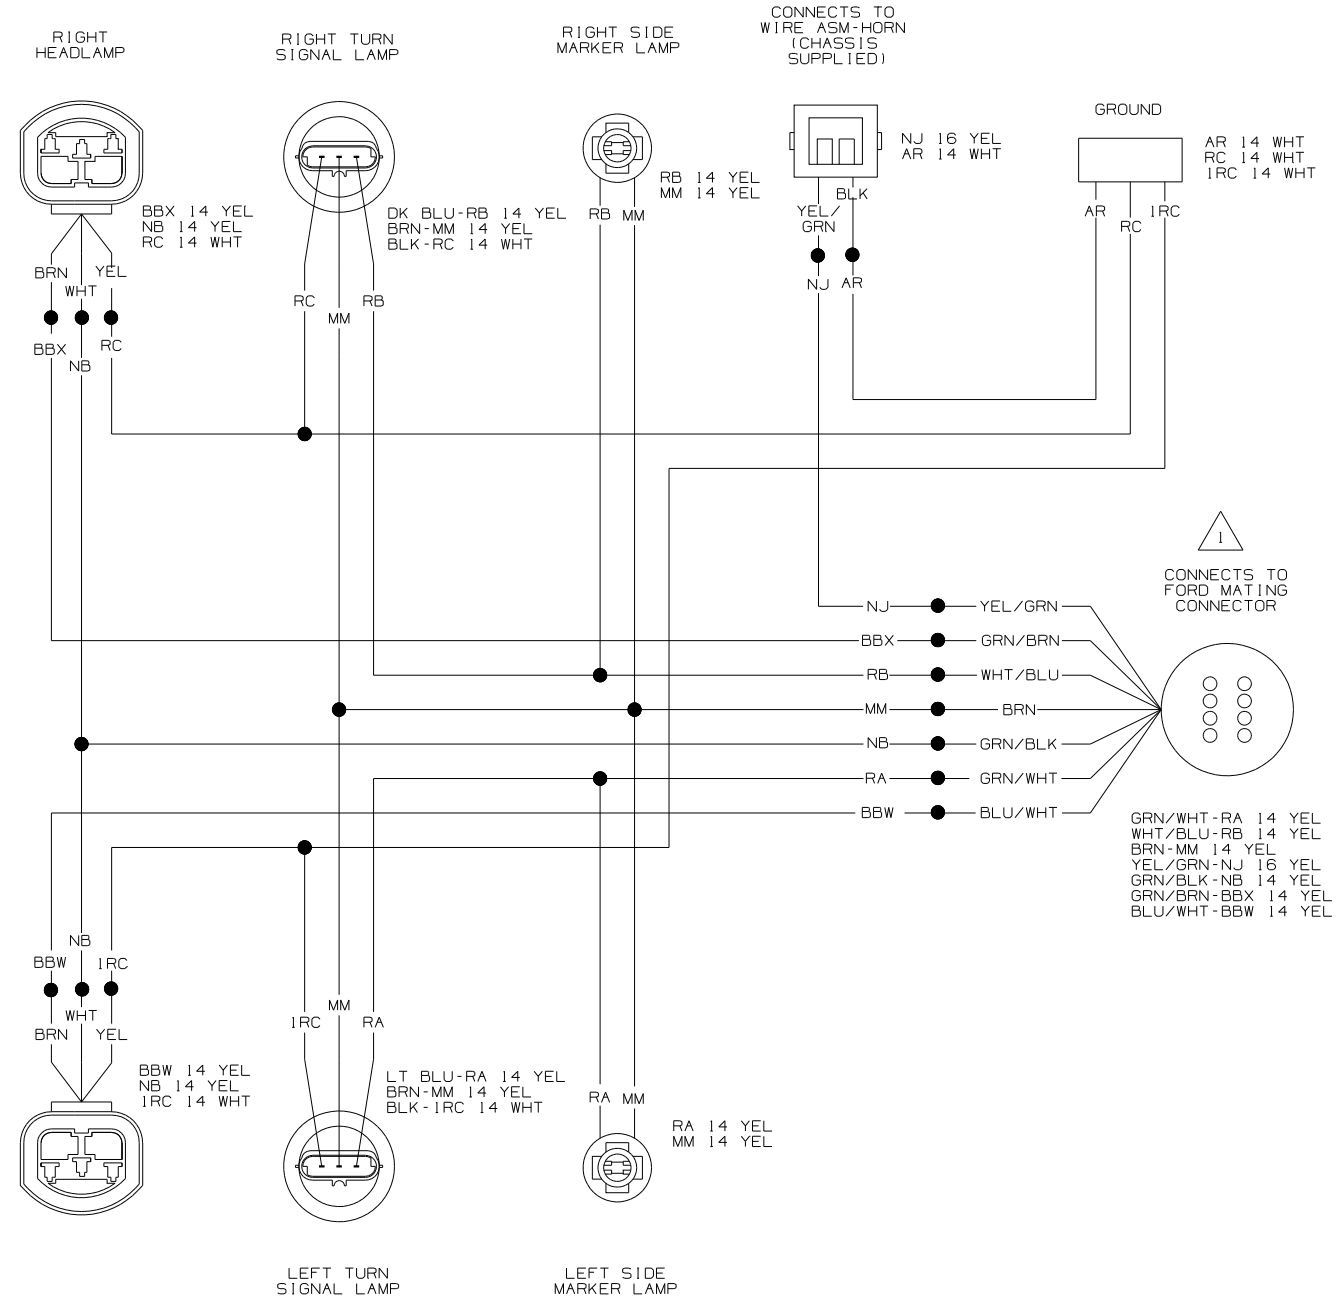 RIGHT
HEADLAMP
RIGHT TURN
SIGNAL LAMP
RIGHT SIDE
MARKER LAMP
CONNECTS TO
WIRE ASM-HORN
(CHASSIS
SUPPLIED)
GROUND
NJ 16 YEL
AR 14 WHT
AR 14 WHT
RC 14 WHT
1RC 14 WHT
RB 14 YEL
MM 14 YEL
BBX 14 YEL
NB 14 YEL
RC 14 WHT
DK BLU-RB 14 YEL
BRN-MM 14 YEL
BLK-RC 14 WHT
RB MM
YEL/
GRN
BLK
AR
RC
1RC
BRN
WHT
YEL
RC
MM
RB
NJ AR
BBX
NB
RC
1
CONNECTS TO
FORD MATING
CONNECTOR
NJ YEL/GRN
BBX GRN/BRN
RB WHT/BLU
MM BRN
NB GRN/BLK
RA GRN/WHT
BBW BLU/WHT
GRN/WHT-RA 14 YEL
WHT/BLU-RB 14 YEL
BRN-MM 14 YEL
YEL/GRN-NJ 16 YEL
GRN/BLK-NB 14 YEL
GRN/BRN-BBX 14 YEL
BLU/WHT-BBW 14 YEL
BBW
NB
1RC
BRN
WHT
YEL
1RC
MM
RA
BBW 14 YEL
NB 14 YEL
1RC 14 WHT
LT BLU-RA 14 YEL
BRN-MM 14 YEL
BLK-1RC 14 WHT
RA MM
RA 14 YEL
MM 14 YEL
LEFT TURN
SIGNAL LAMP
LEFT SIDE
MARKER LAMP